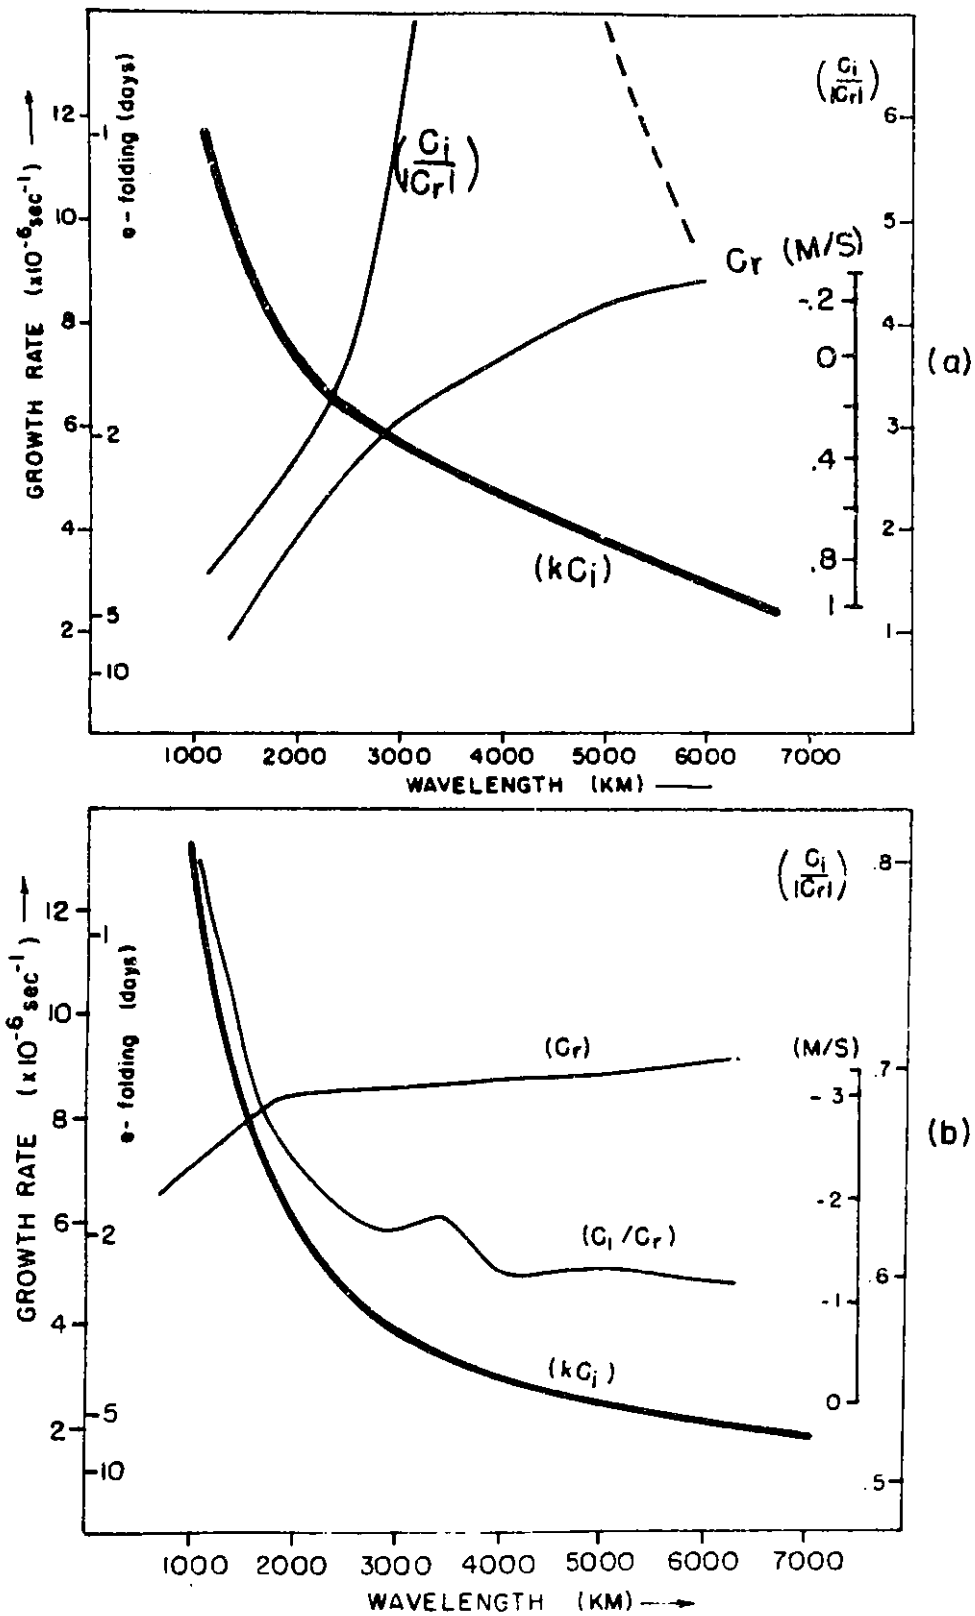 GROWTH RATE (x10⁻⁶sec⁻¹) →
12
10
8
6
4
2
e-folding (days)
1
2
5
10
(Ci/|Cr|)
(Ci/|Cr|)
6
5
4
3
2
1
Cr (M/S)
-.2
0
.4
.8
1
(kCi)
(a)
1000 2000 3000 4000 5000 6000 7000
WAVELENGTH (KM) —
GROWTH RATE (x10⁻⁶sec⁻¹) →
12
10
8
6
4
2
e-folding (days)
1
2
5
10
(Ci/|Cr|)
.8
.7
.6
.5
(Cr)
(M/S)
-3
-2
-1
0
(Ci/Cr)
(kCi)
(b)
1000 2000 3000 4000 5000 6000 7000
WAVELENGTH (KM) →